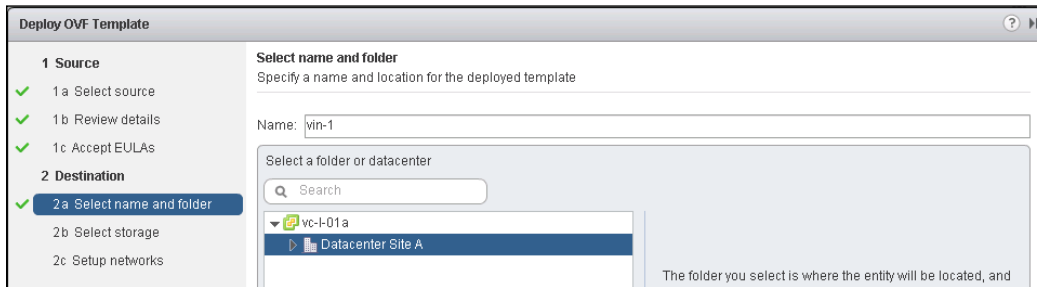 Deploy OVF Template
?
1 Source
1a Select source
1b Review details
1c Accept EULAs
2 Destination
2a Select name and folder
2b Select storage
2c Setup networks
Select name and folder
Specify a name and location for the deployed template
Name: vin-1
Select a folder or datacenter
Search
vc-l-01a
Datacenter Site A
The folder you select is where the entity will be located, and